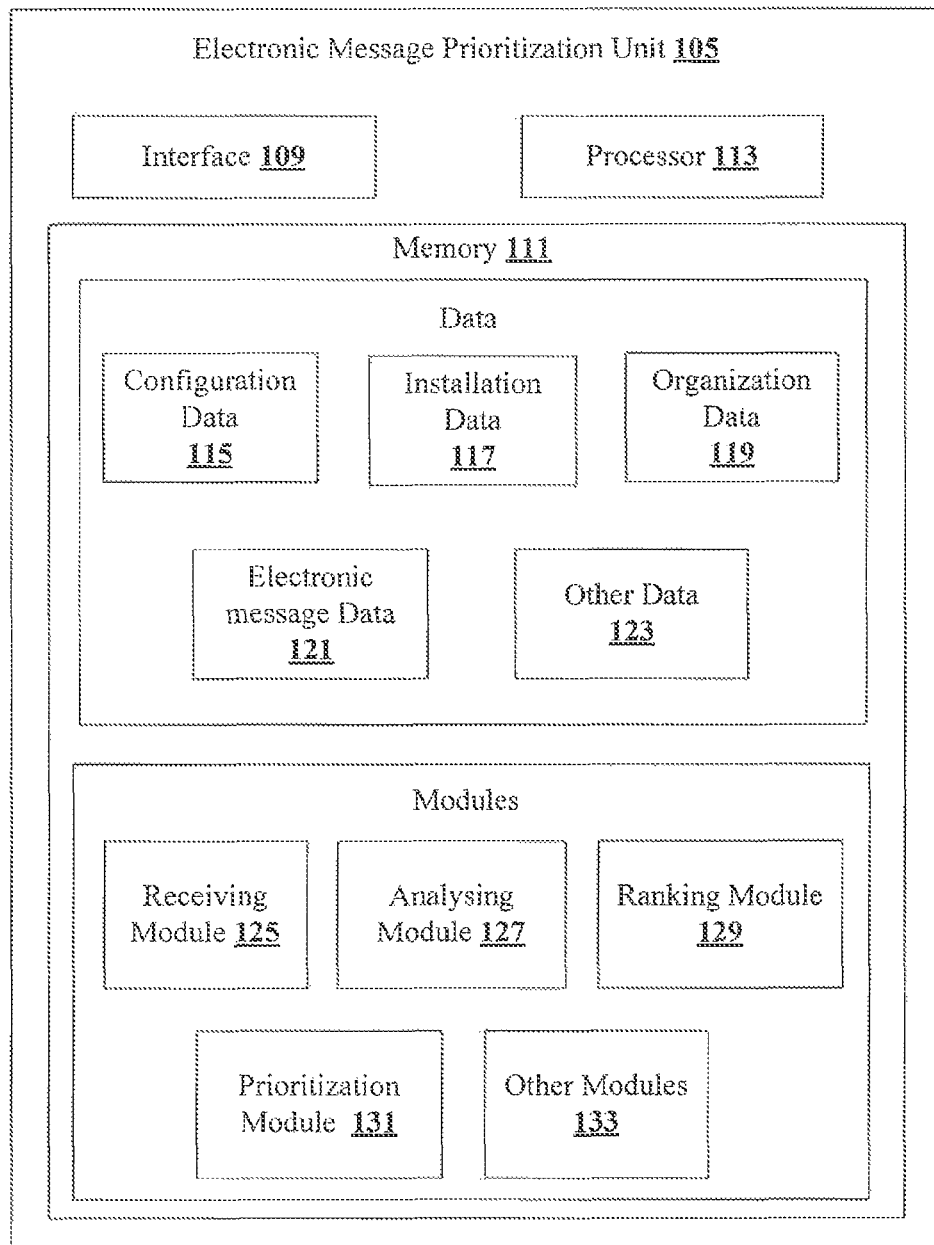 Electronic Message Prioritization Unit 105
Interface 109
Processor 113
Memory 111
Data
Configuration
Data
115
Installation
Data
117
Organization
Data
119
Electronic
message Data
121
Other Data
123
Modules
Receiving
Module 125
Analysing
Module 127
Ranking Module
129
Prioritization
Module 131
Other Modules
133